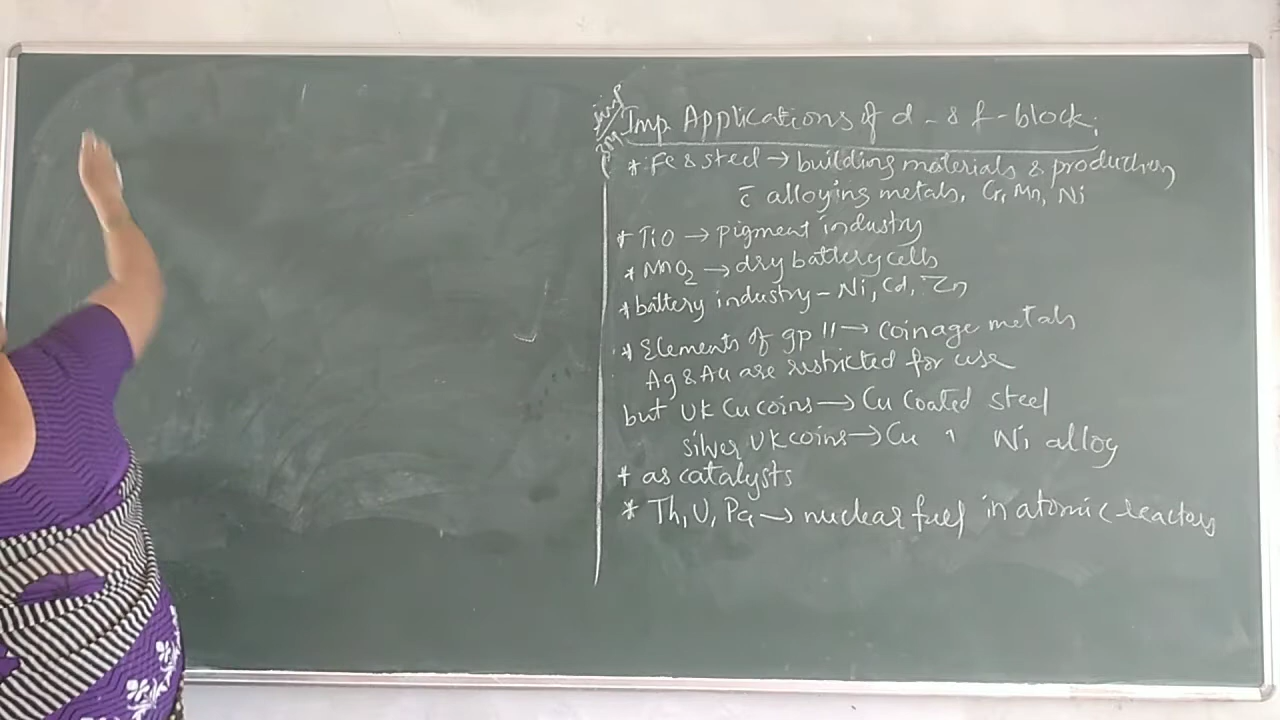 Imp. Applications of d- & f-block:
* Fe & steel → building materials & production
c̄ alloying metals, Cr, Mn, Ni
* TiO → pigment industry
* MnO₂ → dry battery cells
* battery industry - Ni, Cd, Zn
* Elements of gp 11 → coinage metals
Ag & Au are restricted for use
but UK Cu coins → Cu coated steel
silver UK coins → Cu 1 Ni alloy
* as catalysts
* Th, U, Pa → nuclear fuel in atomic reactors